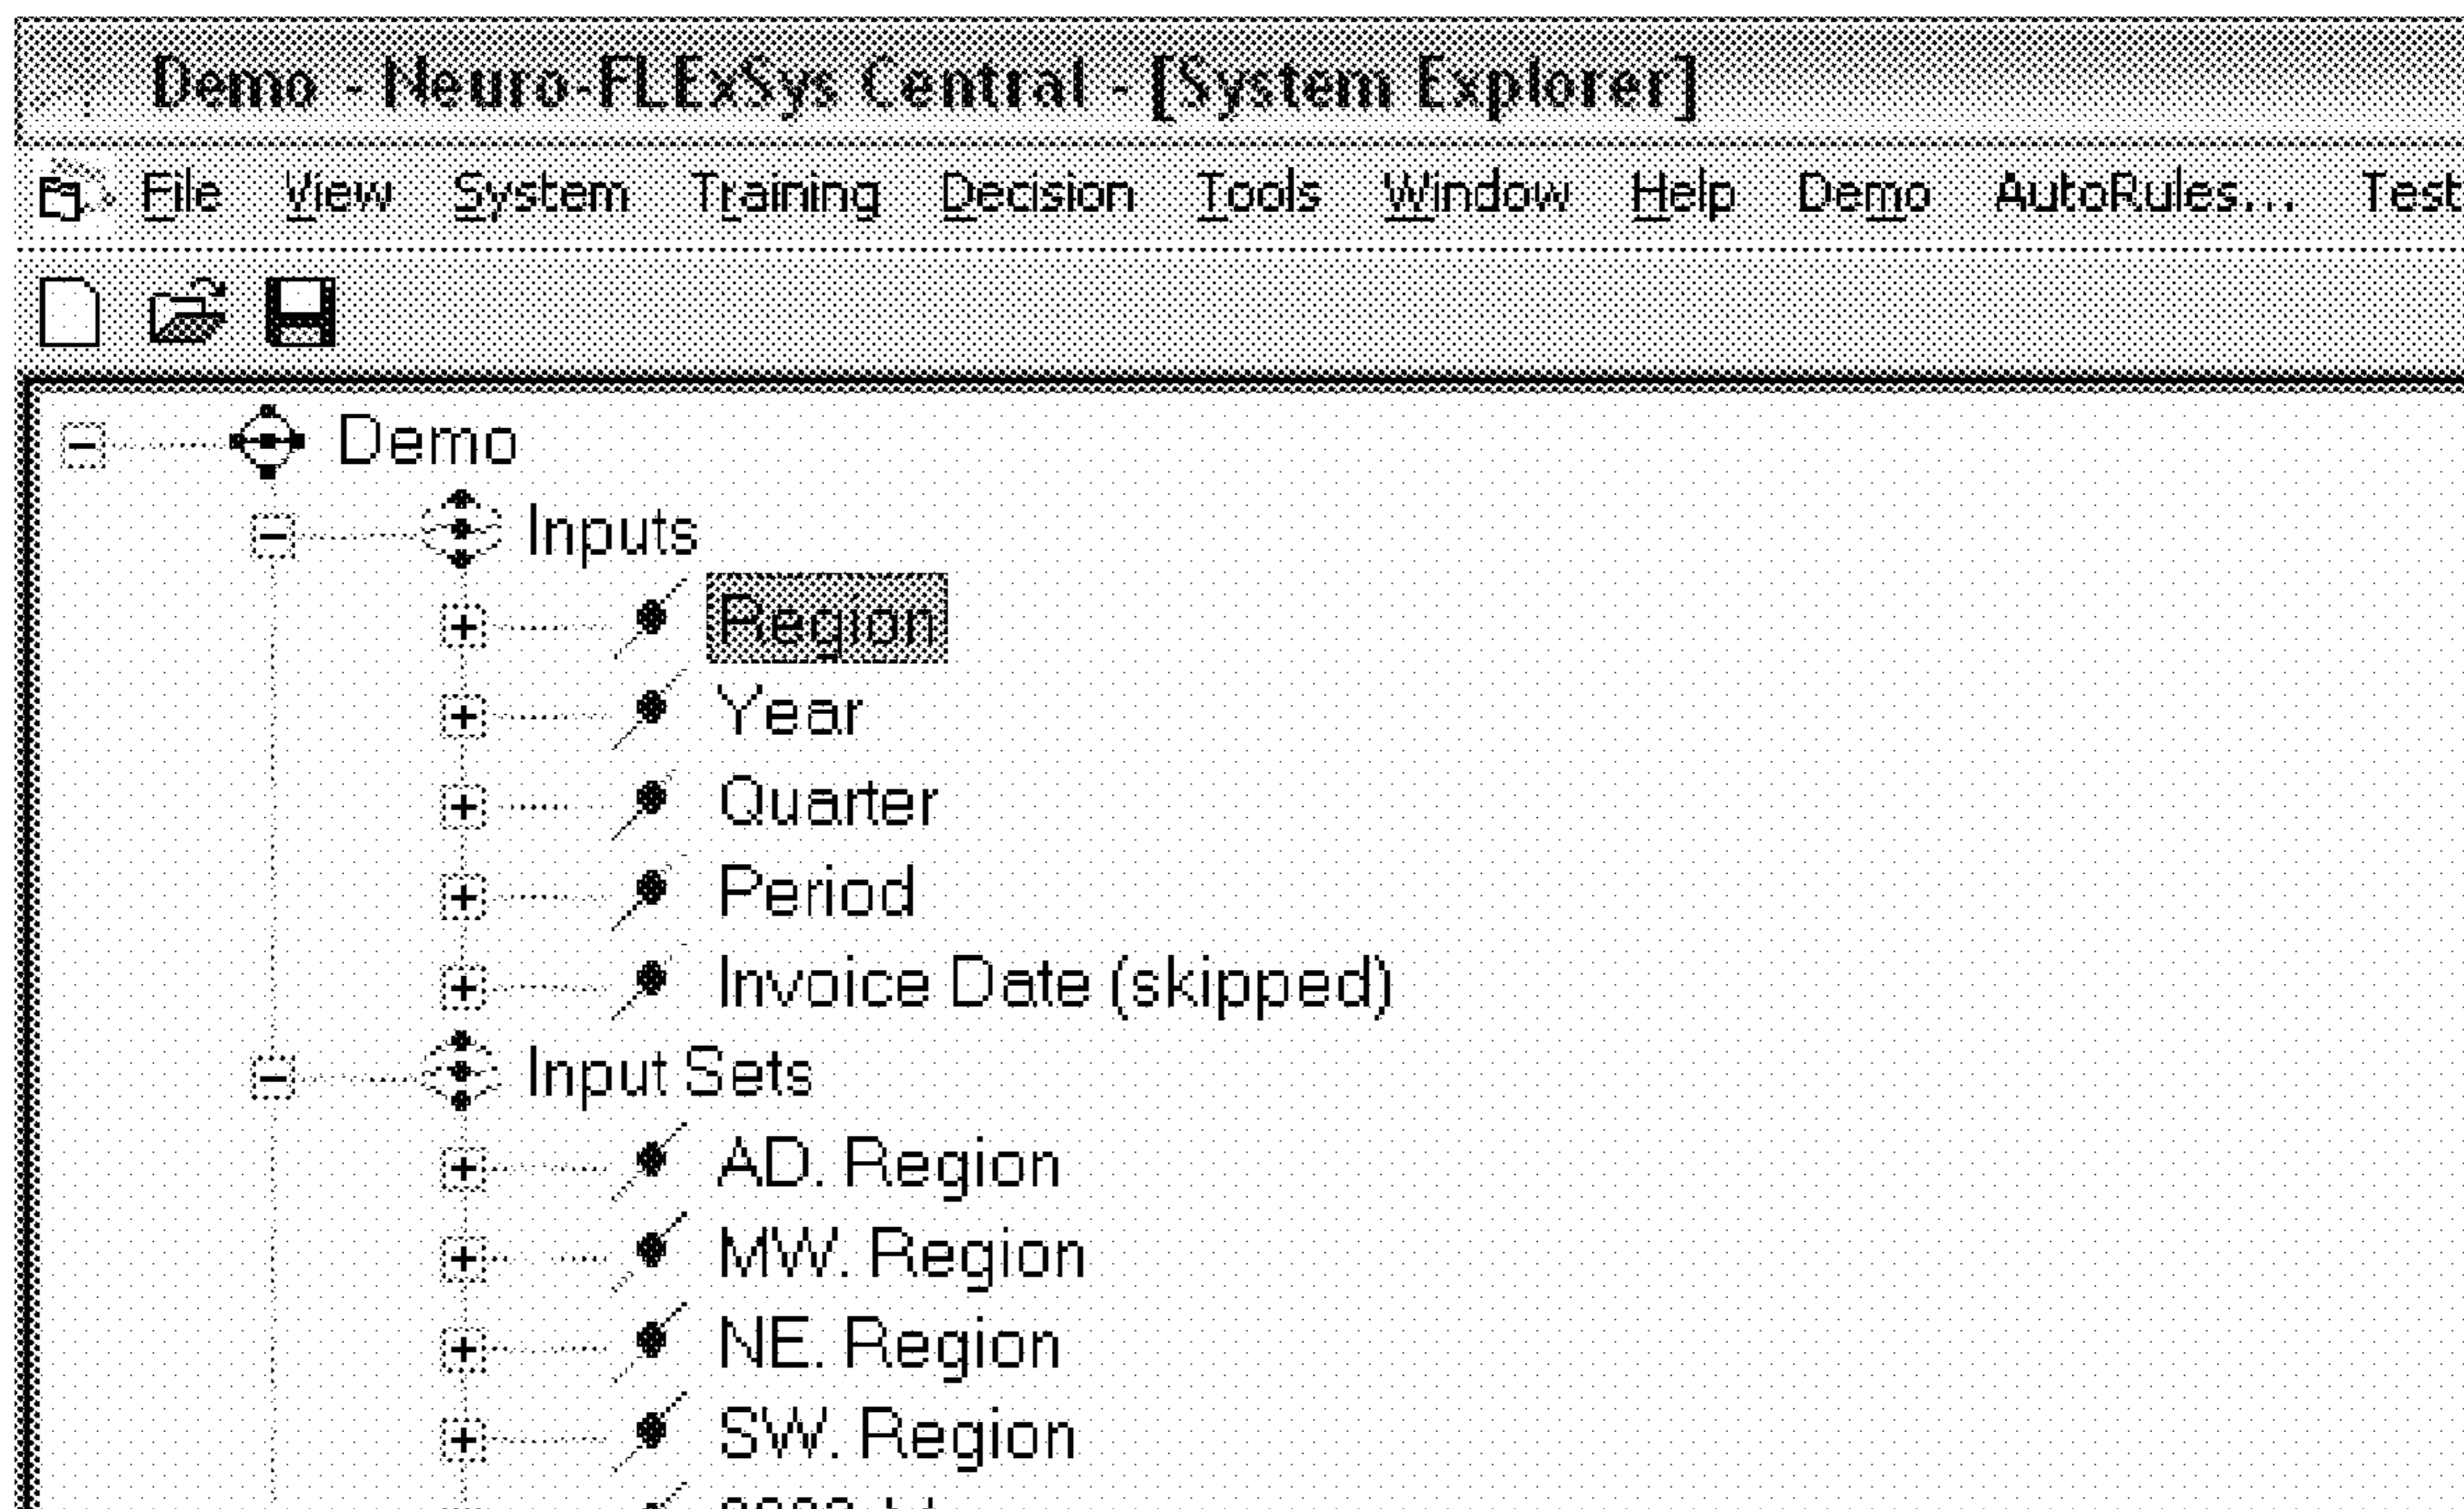 Demo - Neuro-FLExSys Central - [System Explorer]
File View System Training Decision Tools Window Help Demo AutoRules... Test
Demo
Inputs
Region
Year
Quarter
Period
Invoice Date (skipped)
Input Sets
AD. Region
MW. Region
NE. Region
SW. Region